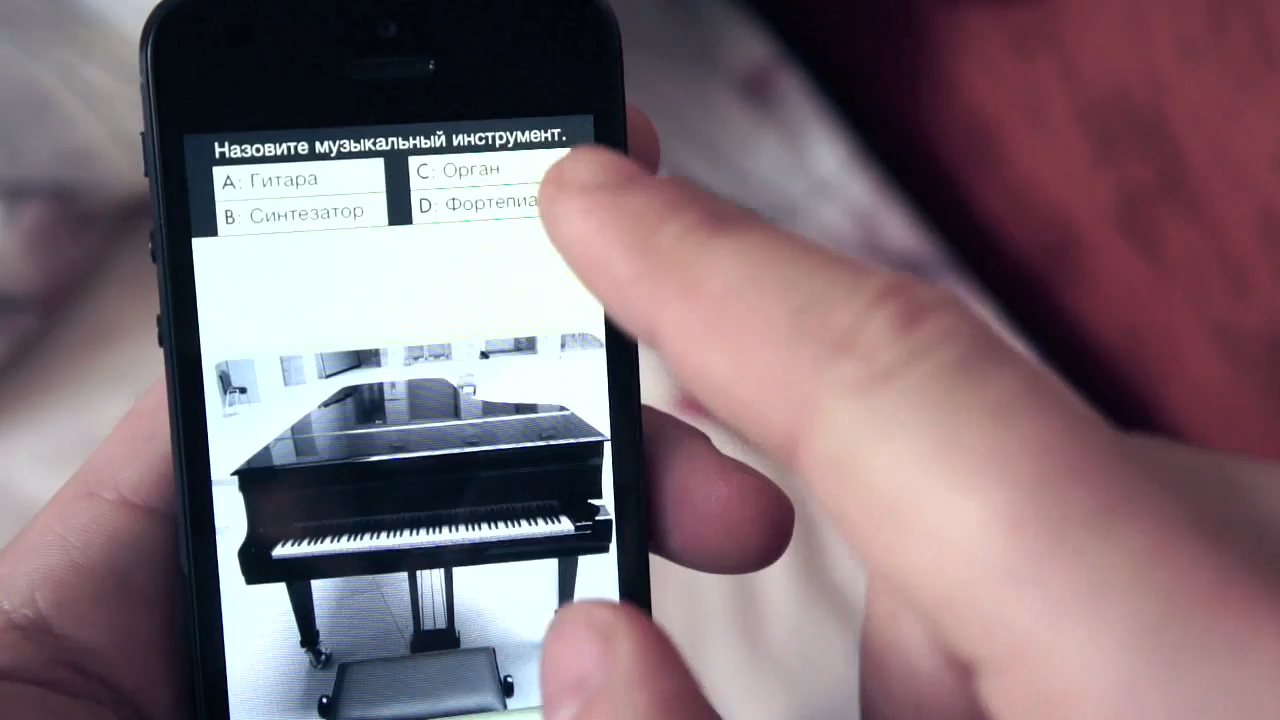 Назовите музыкальный инструмент.
A: Гитара
B: Синтезатор
C: Орган
D: Фортепиа